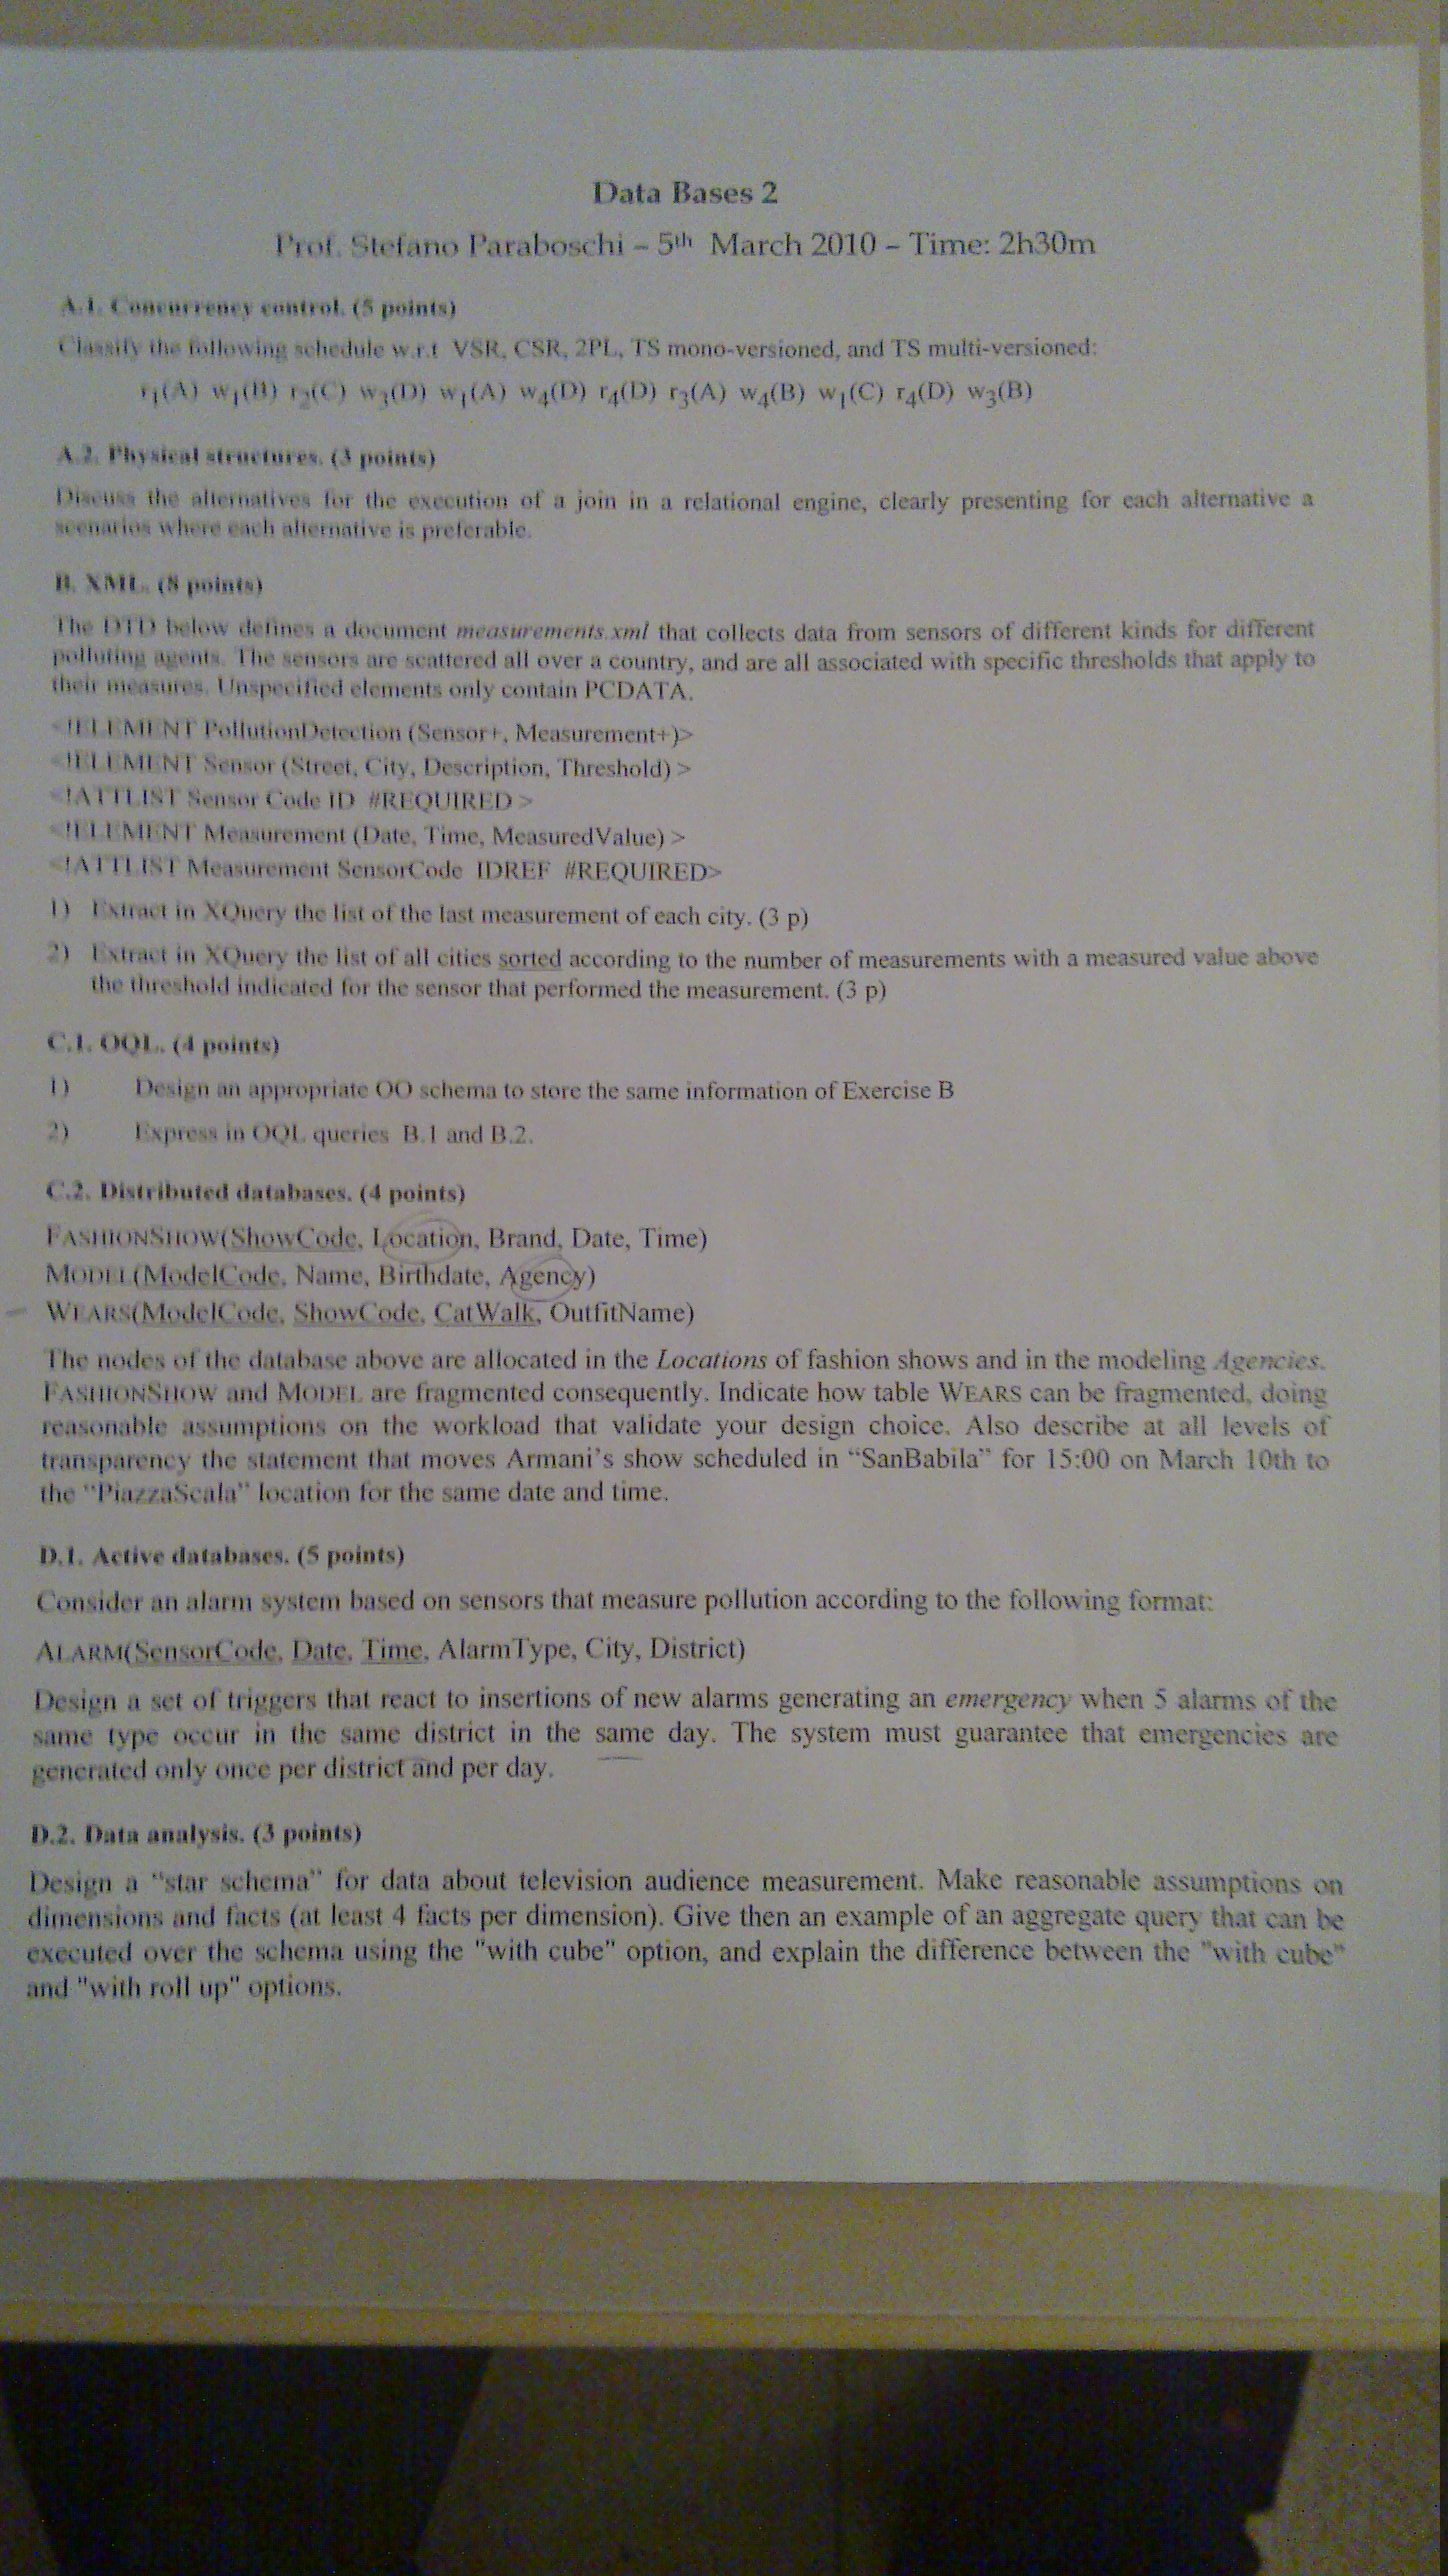 Data Bases 2
Prof. Stefano Paraboschi – 5th March 2010 – Time: 2h30m
A.1. Concurrency control. (5 points)
Classify the following schedule w.r.t VSR, CSR, 2PL, TS mono-versioned, and TS multi-versioned:
r1(A) w1(B) (C) w3(D) w1(A) w4(D) r4(D) r3(A) w4(B) w1(C) r4(D) w3(B)
A.2. Physical structures. (3 points)
Discuss the alternatives for the execution of a join in a relational engine, clearly presenting for each alternative a
scenarios where each alternative is preferable.
B. XML. (8 points)
The DTD below defines a document measurements.xml that collects data from sensors of different kinds for different
polluting agents. The sensors are scattered all over a country, and are all associated with specific thresholds that apply to
their measures. Unspecified elements only contain PCDATA.
<!ELEMENT PollutionDetection (Sensor+, Measurement+)>
<!ELEMENT Sensor (Street, City, Description, Threshold) >
<!ATTLIST Sensor Code ID #REQUIRED >
<!ELEMENT Measurement (Date, Time, MeasuredValue) >
<!ATTLIST Measurement SensorCode IDREF #REQUIRED>
1) Extract in XQuery the list of the last measurement of each city. (3 p)
2) Extract in XQuery the list of all cities sorted according to the number of measurements with a measured value above
the threshold indicated for the sensor that performed the measurement. (3 p)
C.1. OQL. (4 points)
1) Design an appropriate OO schema to store the same information of Exercise B
2) Express in OQL queries B.1 and B.2.
C.2. Distributed databases. (4 points)
FASHIONSHOW(ShowCode, Location, Brand, Date, Time)
MODEL(ModelCode, Name, Birthdate, Agency)
WEARS(ModelCode, ShowCode, CatWalk, OutfitName)
The nodes of the database above are allocated in the Locations of fashion shows and in the modeling Agencies.
FASHIONSHOW and MODEL are fragmented consequently. Indicate how table WEARS can be fragmented, doing
reasonable assumptions on the workload that validate your design choice. Also describe at all levels of
transparency the statement that moves Armani's show scheduled in "SanBabila" for 15:00 on March 10th to
the "PiazzaScala" location for the same date and time.
D.1. Active databases. (5 points)
Consider an alarm system based on sensors that measure pollution according to the following format:
ALARM(SensorCode, Date, Time, AlarmType, City, District)
Design a set of triggers that react to insertions of new alarms generating an emergency when 5 alarms of the
same type occur in the same district in the same day. The system must guarantee that emergencies are
generated only once per district and per day.
D.2. Data analysis. (3 points)
Design a "star schema" for data about television audience measurement. Make reasonable assumptions on
dimensions and facts (at least 4 facts per dimension). Give then an example of an aggregate query that can be
executed over the schema using the "with cube" option, and explain the difference between the "with cube"
and "with roll up" options.